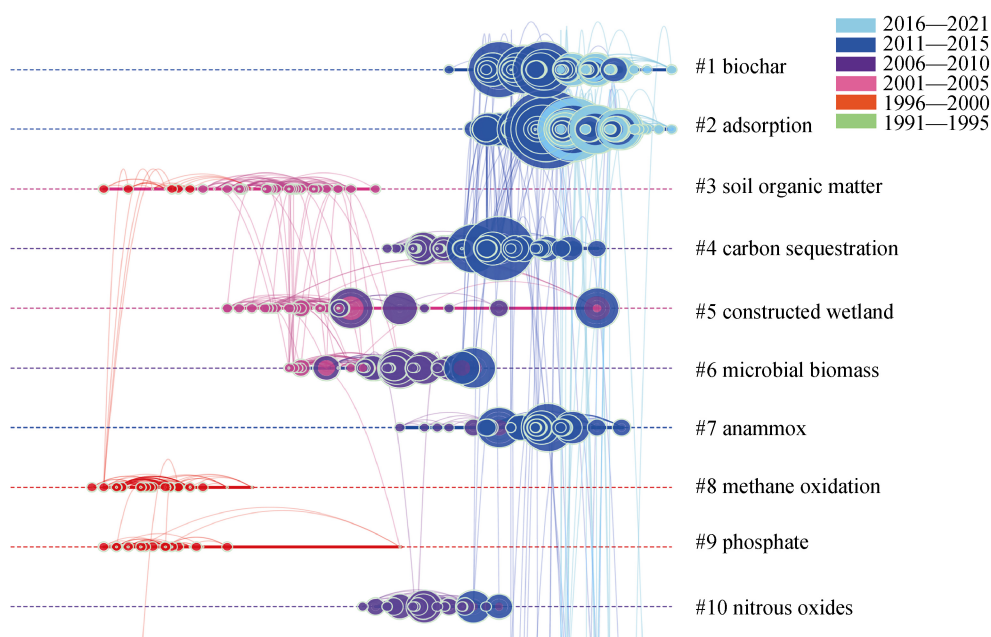 2016—2021
2011—2015
2006—2010
2001—2005
1996—2000
1991—1995
#1 biochar
#2 adsorption
#3 soil organic matter
#4 carbon sequestration
#5 constructed wetland
#6 microbial biomass
#7 anammox
#8 methane oxidation
#9 phosphate
#10 nitrous oxides